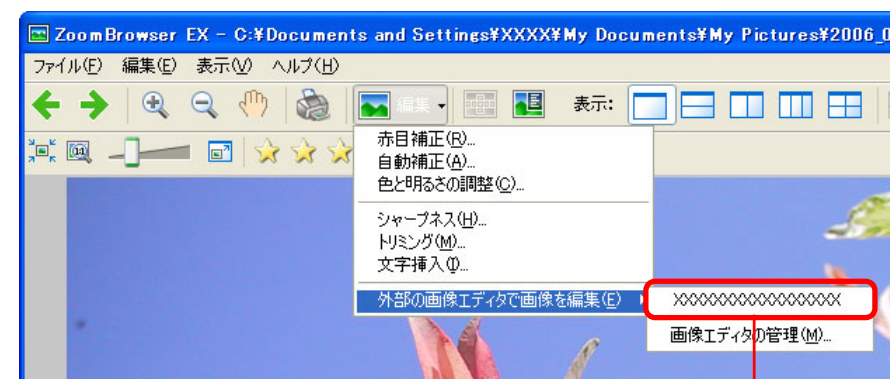 ZoomBrowser EX - C:¥Documents and Settings¥XXXX¥My Documents¥My Pictures¥2006_0
ファイル(F) 編集(E) 表示(V) ヘルプ(H)
編集 表示:
赤目補正(R)...
自動補正(A)...
色と明るさの調整(C)...
シャープネス(H)...
トリミング(M)...
文字挿入(I)...
外部の画像エディタで画像を編集(E)
XXXXXXXXXXXXXXXXXX
画像エディタの管理(M)...